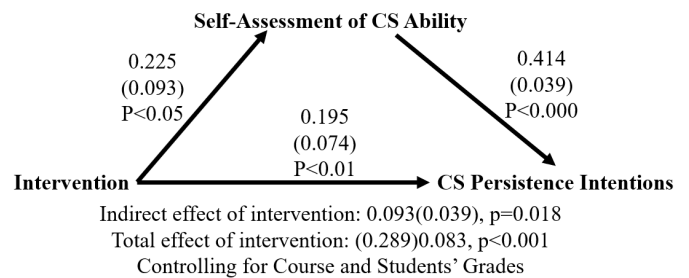 Self-Assessment of CS Ability
0.225
(0.093)
P<0.05
0.414
(0.039)
P<0.000
0.195
(0.074)
P<0.01
Intervention
CS Persistence Intentions
Indirect effect of intervention: 0.093(0.039), p=0.018
Total effect of intervention: (0.289)0.083, p<0.001
Controlling for Course and Students’ Grades